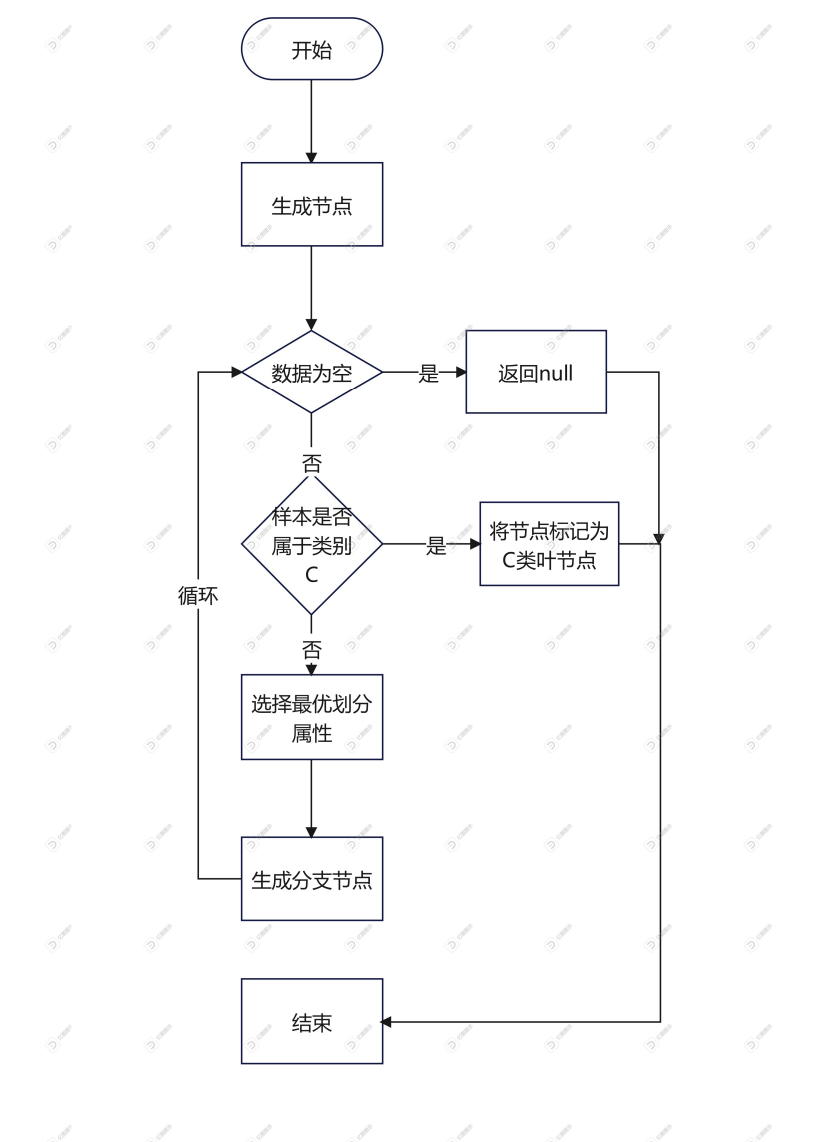 开始
生成节点
数据为空
是
返回null
否
样本是否
属于类别
C
是
将节点标记为
C类叶节点
循环
否
选择最优划分
属性
生成分支节点
结束